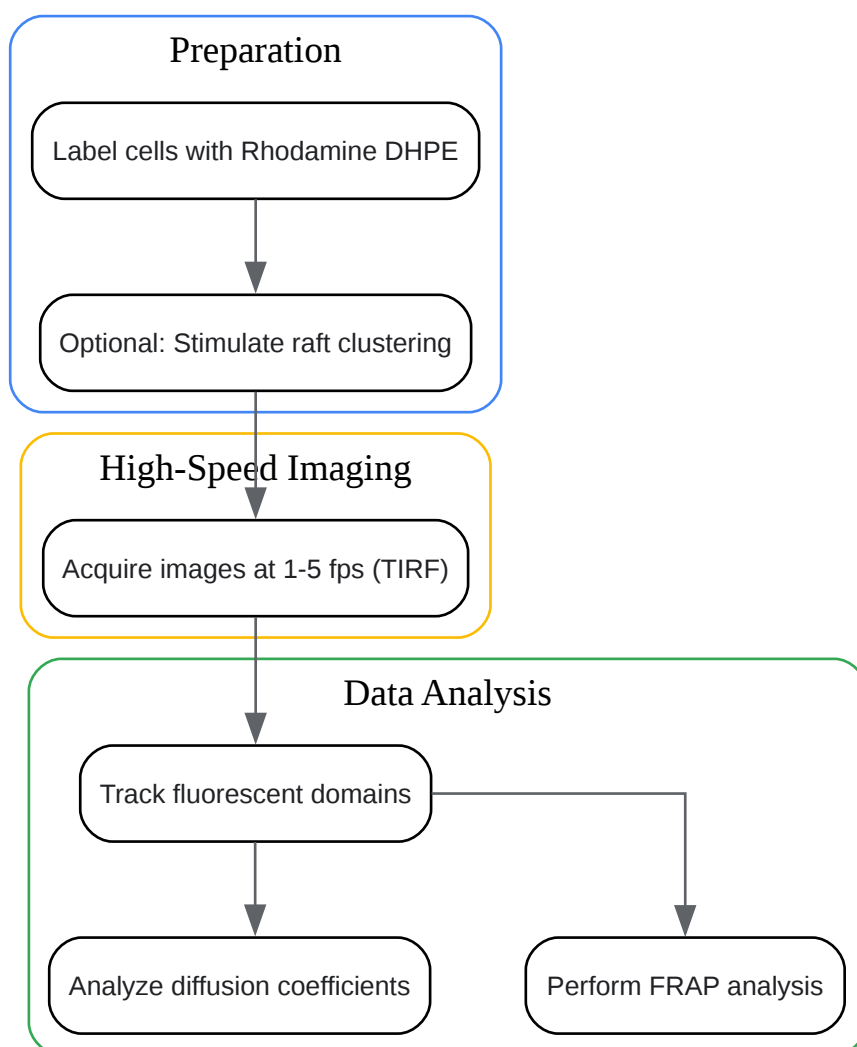 Preparation
Label cells with Rhodamine DHPE
Optional: Stimulate raft clustering
High-Speed Imaging
Acquire images at 1-5 fps (TIRF)
Data Analysis
Track fluorescent domains
Analyze diffusion coefficients
Perform FRAP analysis